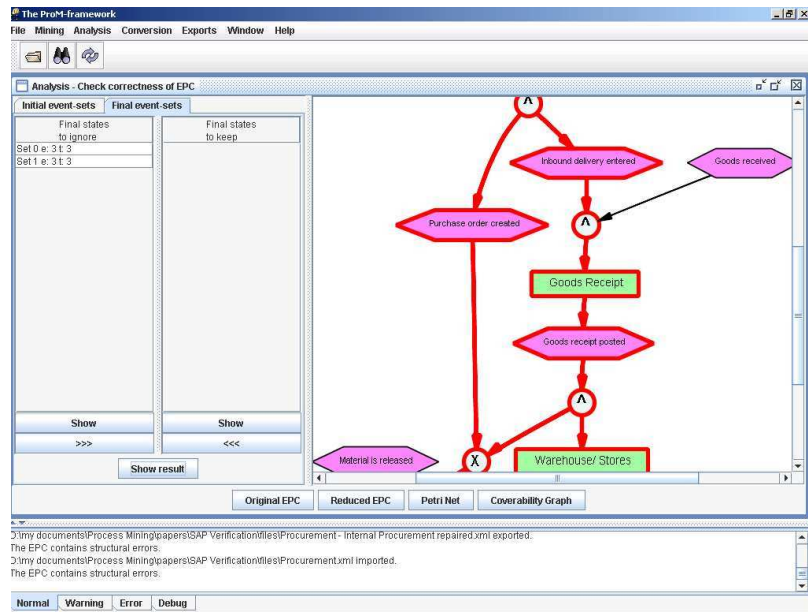 The ProM-framework
File Mining Analysis Conversion Exports Window Help
Analysis - Check correctness of EPC
Initial event-sets Final event-sets
Final states
to ignore
Final states
to keep
Set 0 e: 3 t: 3
Set 1 e: 3 t: 3
Show
Show
>>>
<<<
Show result
Λ
Inbound delivery entered
Goods received
Purchase order created
Λ
Goods Receipt
Goods receipt posted
Λ
Material is released
X
Warehouse/ Stores
Original EPC Reduced EPC Petri Net Coverability Graph
D:\my documents\Process Mining\papers\SAP Verification\files\Procurement - Internal Procurement repaired.xml exported.
The EPC contains structural errors.
D:\my documents\Process Mining\papers\SAP Verification\files\Procurement.xml imported.
The EPC contains structural errors.
Normal Warning Error Debug